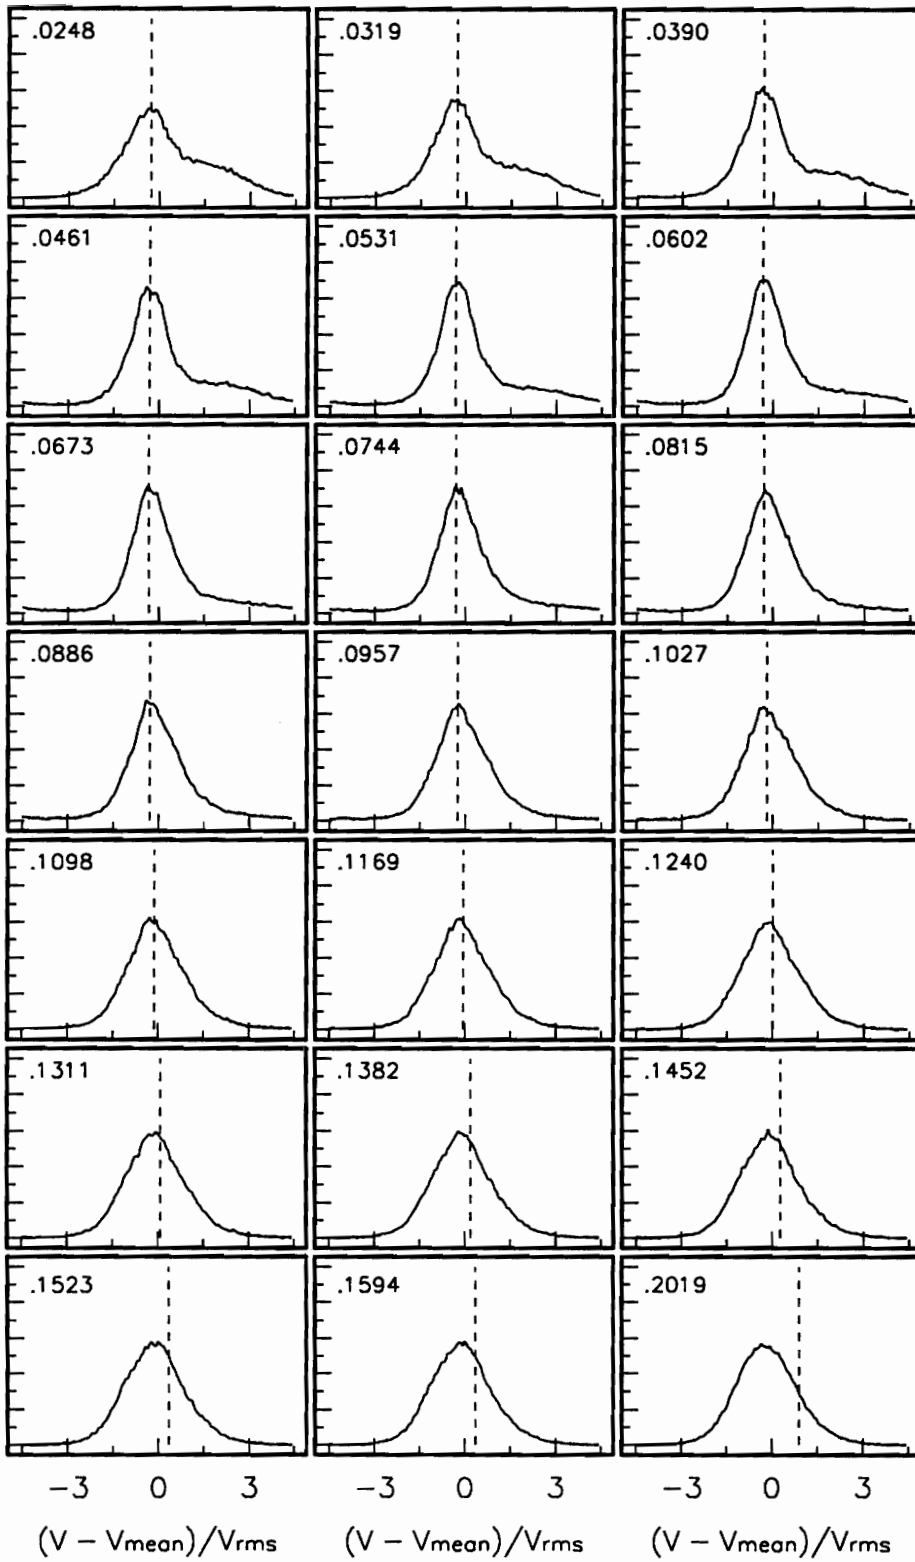 .0248 .0319 .0390
.0461 .0531 .0602
.0673 .0744 .0815
.0886 .0957 .1027
.1098 .1169 .1240
.1311 .1382 .1452
.1523 .1594 .2019
−3 0 3 −3 0 3 −3 0 3
(V − Vmean)/Vrms (V − Vmean)/Vrms (V − Vmean)/Vrms